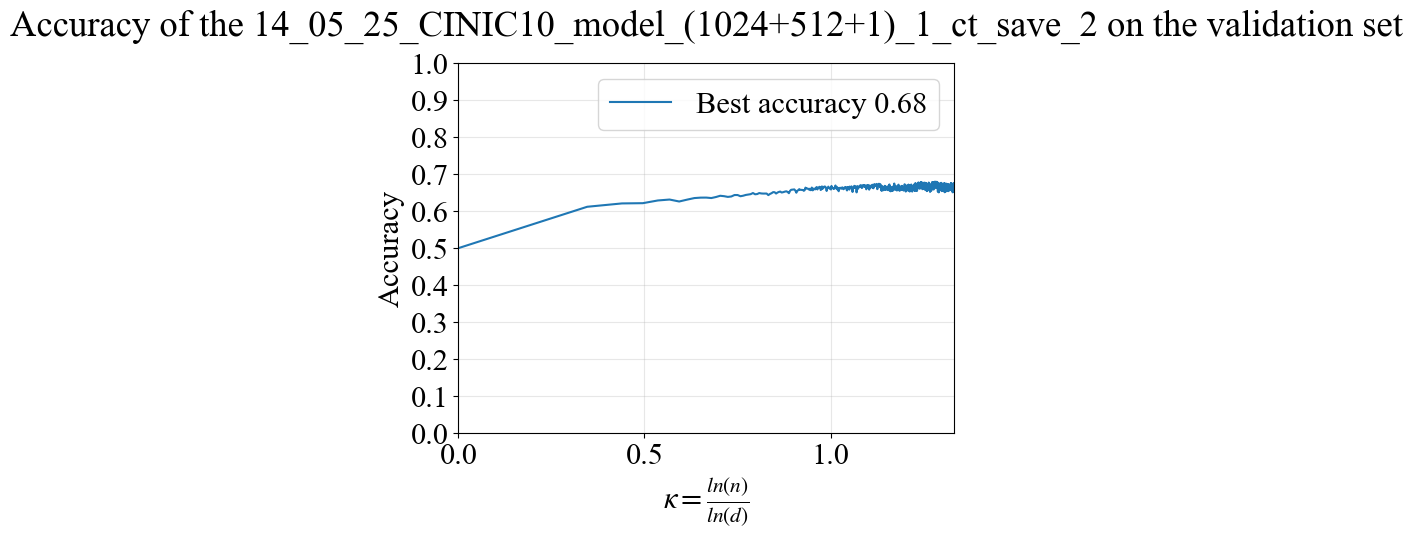 Accuracy of the 14_05_25_CINIC10_model_(1024+512+1)_1_ct_save_2 on the validation set
1.0
0.9
0.8
0.7
0.6
0.5
0.4
0.3
0.2
0.1
0.0
Accuracy
Best accuracy 0.68
0.0 0.5 1.0
κ = ln(n)
ln(d)